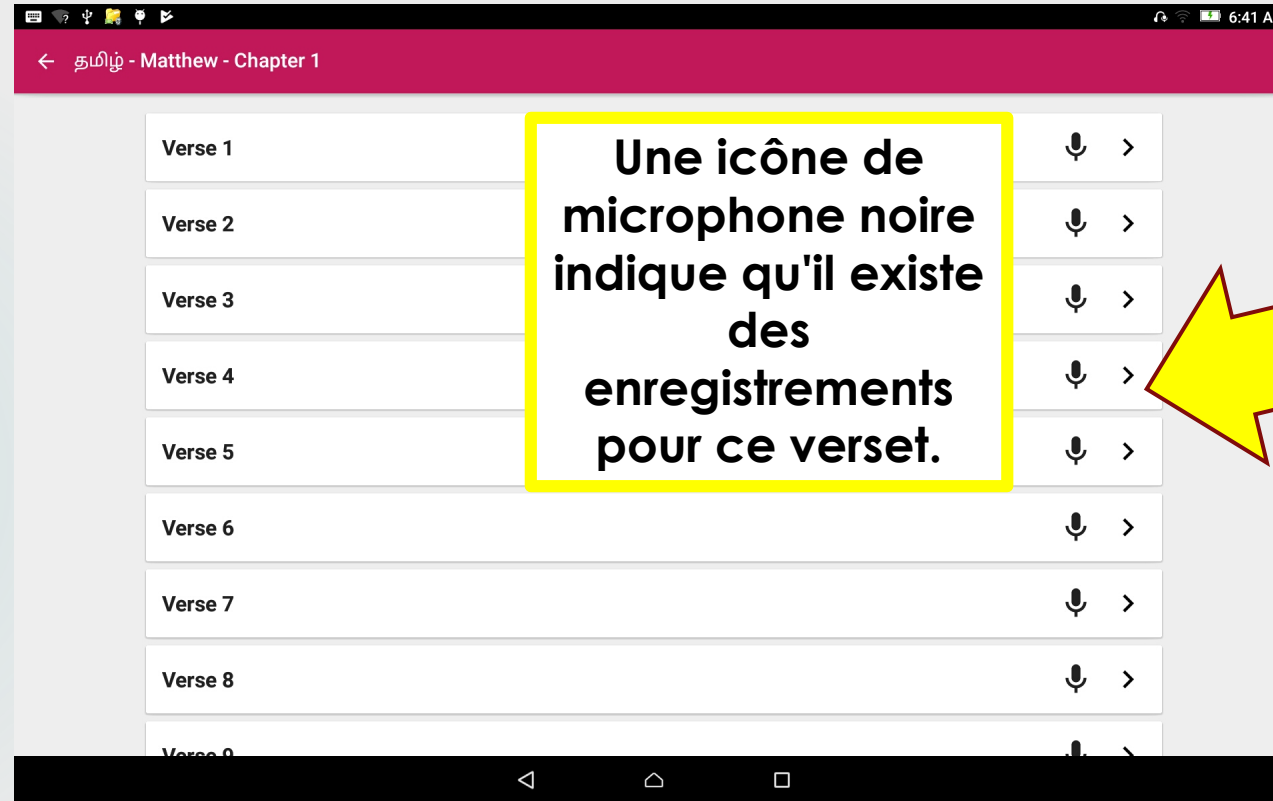 6:41 A
தமிழ் - Matthew - Chapter 1
Verse 1
Verse 2
Verse 3
Verse 4
Verse 5
Verse 6
Verse 7
Verse 8
Verse 9
Une icône de
microphone noire
indique qu'il existe
des
enregistrements
pour ce verset.